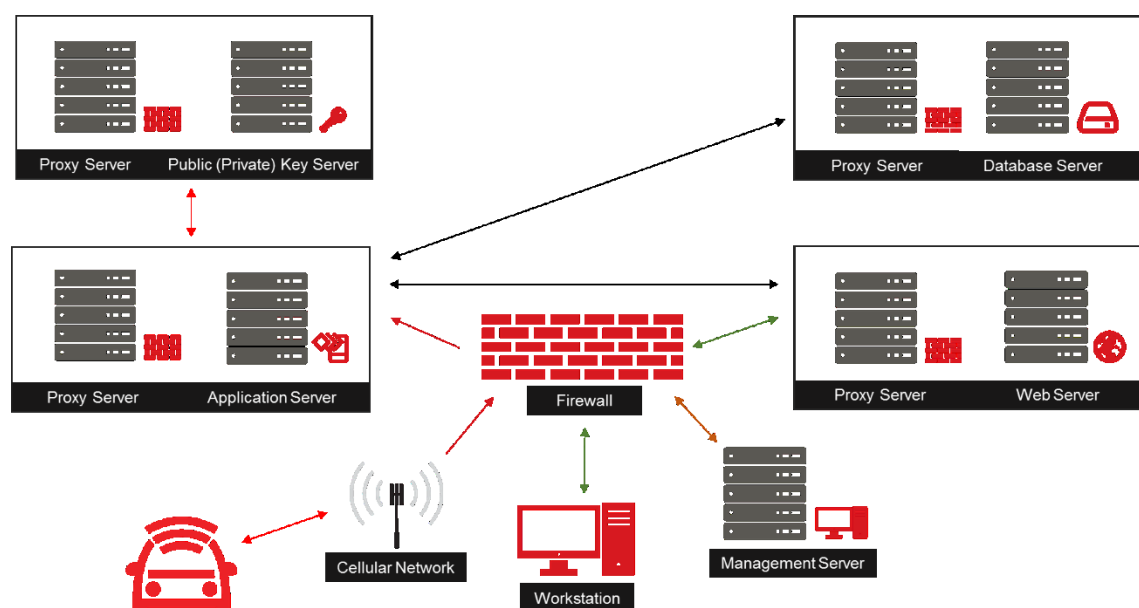 Proxy Server
Public (Private) Key Server
Proxy Server
Database Server
Proxy Server
Application Server
Firewall
Proxy Server
Web Server
Cellular Network
Workstation
Management Server